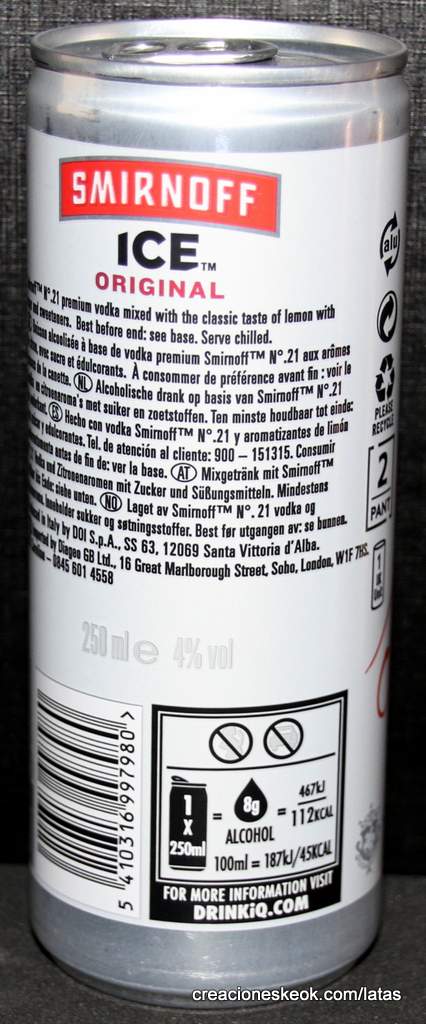 SMIRNOFF
ICE™
ORIGINAL
N°.21 premium vodka mixed with the classic taste of lemon with
and sweeteners. Best before end: see base. Serve chilled.
Boisson alcoolisée à base de vodka premium Smirnoff™ N°.21 aux arômes
avec sucre et édulcorants. À consommer de préférence avant fin : voir le
de la canette. NL Alcoholische drank op basis van Smirnoff™ N°.21
en citroenaroma's met suiker en zoetstoffen. Ten minste houdbaar tot einde:
ES Hecho con vodka Smirnoff™ N°.21 y aromatizantes de limón
y edulcorantes. Tel. de atención al cliente: 900 – 151315. Consumir
antes de fin de: ver la base. AT Mixgetränk mit Smirnoff™
Vodka und Zitronenaromen mit Zucker und Süßungsmitteln. Mindestens
siehe unten. NO Laget av Smirnoff™ N°. 21 vodka og
inneholder sukker og søtningsstoffer. Best før utgangen av: se bunnen.
in Italy by DOI S.p.A., SS 63, 12069 Santa Vittoria d'Alba.
by Diageo GB Ltd., 16 Great Marlborough Street, Soho, London, W1F 7HS.
– 0845 601 4558
250 ml e 4% vol
alu
PLEASE
RECYCLE
2
PANT
1
5 410316 997980 >
1
X
250ml
=
8g
ALCOHOL
=
467kJ
112KCAL
100ml = 187kJ/45KCAL
FOR MORE INFORMATION VISIT
DRINKiQ.COM
creacioneskeok.com/latas